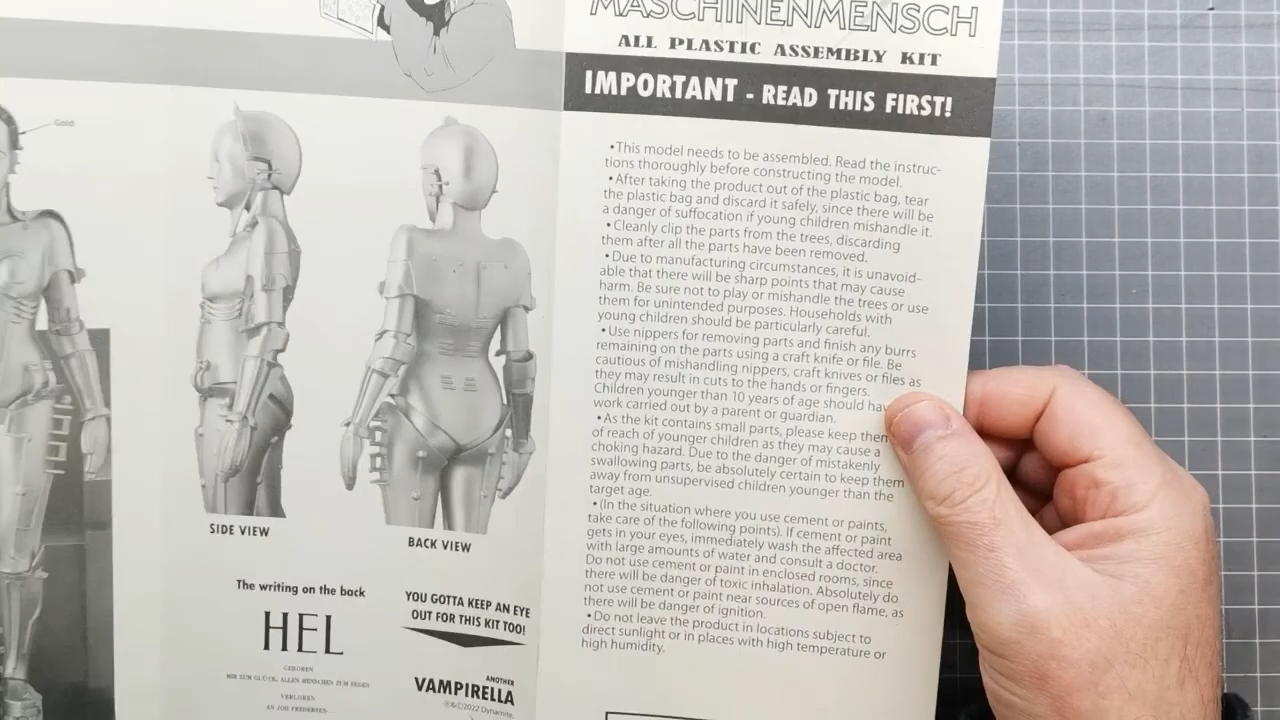 Gold
SIDE VIEW
BACK VIEW
The writing on the back
HEL
GEBOREN
MIR ZUM GLÜCK, ALLEN MENSCHEN ZUM SEGEN
VERLOREN
AN JOH FREDERSEN
YOU GOTTA KEEP AN EYE
OUT FOR THIS KIT TOO!
ANOTHER
VAMPIRELLA
®&©2022 Dynamite.
MASCHINENMENSCH
ALL PLASTIC ASSEMBLY KIT
IMPORTANT - READ THIS FIRST!
•This model needs to be assembled. Read the instruc-
tions thoroughly before constructing the model.
•After taking the product out of the plastic bag, tear
the plastic bag and discard it safely, since there will be
a danger of suffocation if young children mishandle it.
•Cleanly clip the parts from the trees, discarding
them after all the parts have been removed.
•Due to manufacturing circumstances, it is unavoid-
able that there will be sharp points that may cause
harm. Be sure not to play or mishandle the trees or use
them for unintended purposes. Households with
young children should be particularly careful.
•Use nippers for removing parts and finish any burrs
remaining on the parts using a craft knife or file. Be
cautious of mishandling nippers, craft knives or files as
they may result in cuts to the hands or fingers.
Children younger than 10 years of age should hav
work carried out by a parent or guardian.
•As the kit contains small parts, please keep them
of reach of younger children as they may cause a
choking hazard. Due to the danger of mistakenly
swallowing parts, be absolutely certain to keep them
away from unsupervised children younger than the
target age.
•(In the situation where you use cement or paints,
take care of the following points). If cement or paint
gets in your eyes, immediately wash the affected area
with large amounts of water and consult a doctor.
Do not use cement or paint in enclosed rooms, since
there will be danger of toxic inhalation. Absolutely do
not use cement or paint near sources of open flame, as
there will be danger of ignition.
•Do not leave the product in locations subject to
direct sunlight or in places with high temperature or
high humidity.